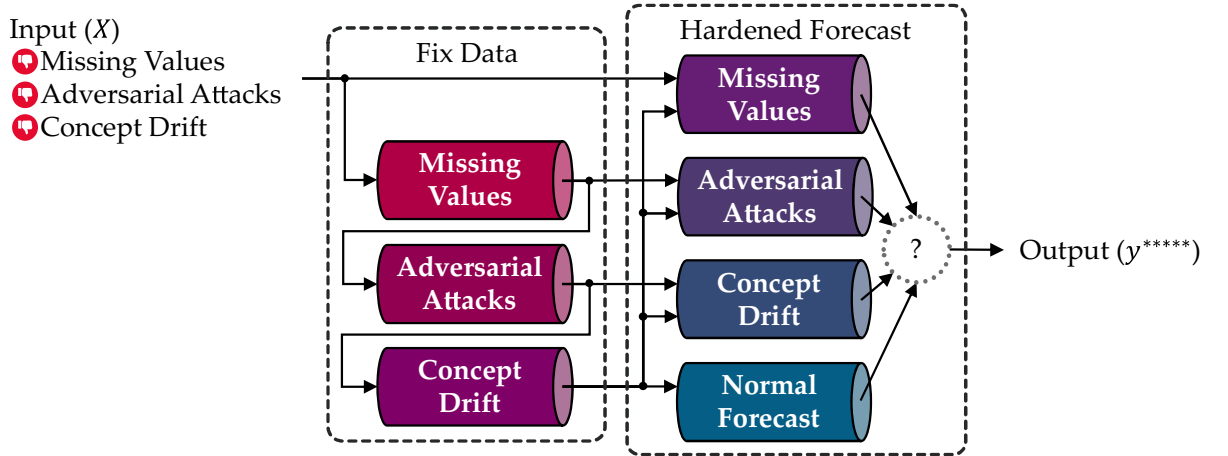 Input (X)
Missing Values
Adversarial Attacks
Concept Drift
Fix Data
Missing
Values
Adversarial
Attacks
Concept
Drift
Hardened Forecast
Missing
Values
Adversarial
Attacks
Concept
Drift
Normal
Forecast
?
Output (y*****)